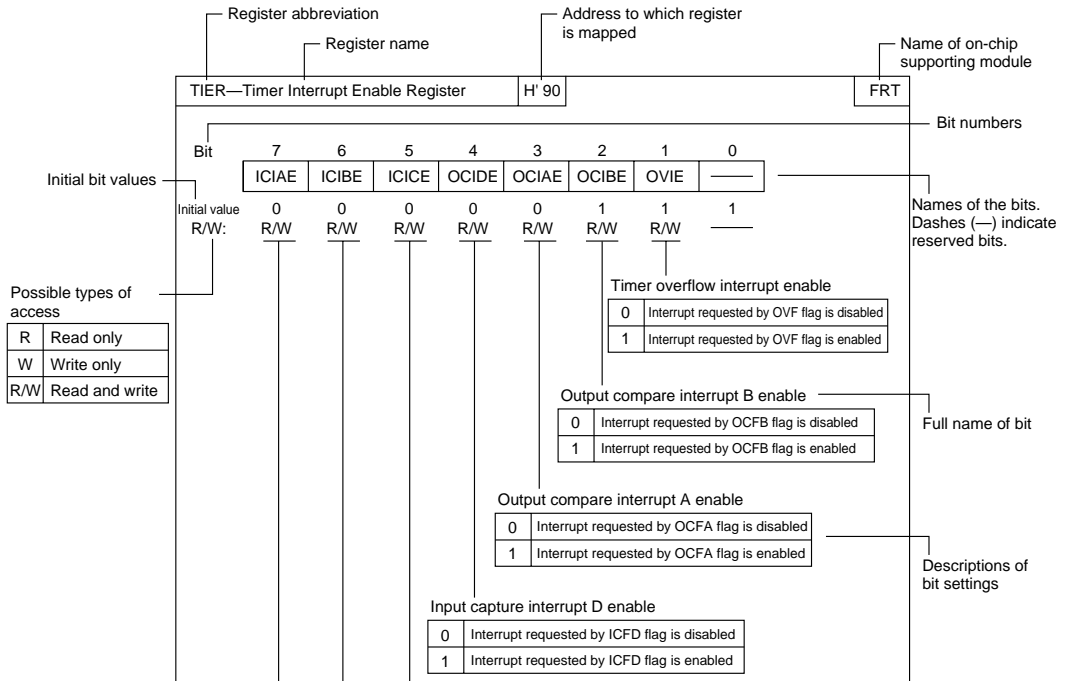 Register abbreviation
Register name
Address to which register
is mapped
Name of on-chip
supporting module
TIER—Timer Interrupt Enable Register
H' 90
FRT
Bit numbers
Bit 7 6 5 4 3 2 1 0
ICIAE ICIBE ICICE OCIDE OCIAE OCIBE OVIE —
Initial bit values
Initial value 0 0 0 0 0 1 1 1
R/W: R/W R/W R/W R/W R/W R/W R/W —
Names of the bits.
Dashes (—) indicate
reserved bits.
Possible types of
access
R Read only
W Write only
R/W Read and write
Timer overflow interrupt enable
0 Interrupt requested by OVF flag is disabled
1 Interrupt requested by OVF flag is enabled
Output compare interrupt B enable
0 Interrupt requested by OCFB flag is disabled
1 Interrupt requested by OCFB flag is enabled
Full name of bit
Output compare interrupt A enable
0 Interrupt requested by OCFA flag is disabled
1 Interrupt requested by OCFA flag is enabled
Descriptions of
bit settings
Input capture interrupt D enable
0 Interrupt requested by ICFD flag is disabled
1 Interrupt requested by ICFD flag is enabled